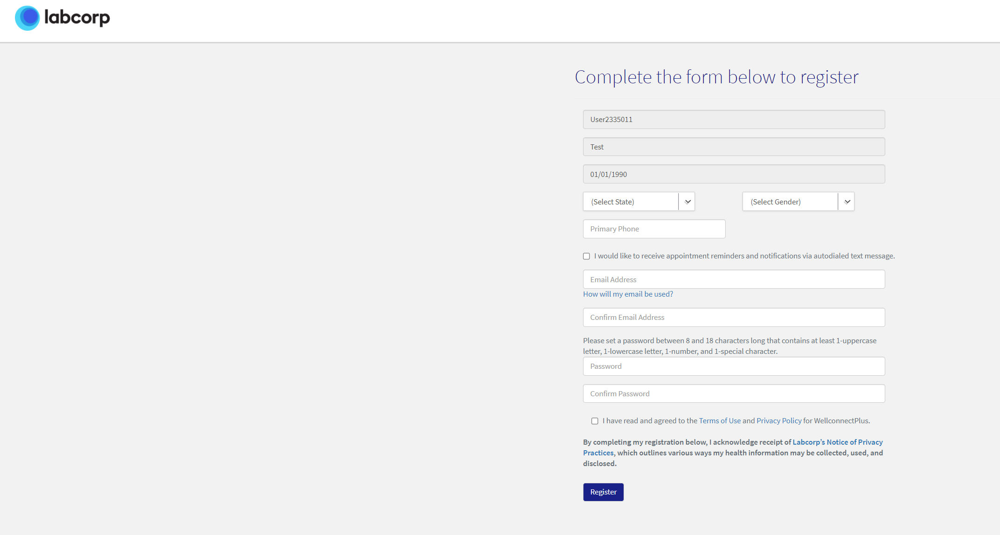 labcorp
Complete the form below to register
User2335011
Test
01/01/1990
(Select State)
(Select Gender)
Primary Phone
I would like to receive appointment reminders and notifications via autodialed text message.
Email Address
How will my email be used?
Confirm Email Address
Please set a password between 8 and 18 characters long that contains at least 1-uppercase
letter, 1-lowercase letter, 1-number, and 1-special character.
Password
Confirm Password
I have read and agreed to the Terms of Use and Privacy Policy for WellconnectPlus.
By completing my registration below, I acknowledge receipt of Labcorp’s Notice of Privacy
Practices, which outlines various ways my health information may be collected, used, and
disclosed.
Register